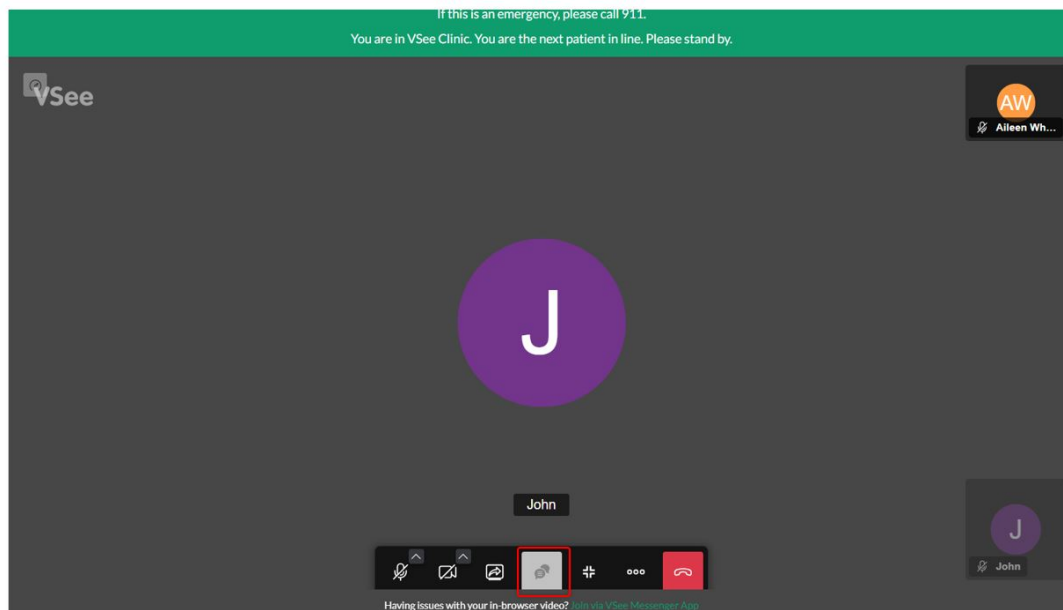 If this is an emergency, please call 911.
You are in VSee Clinic. You are the next patient in line. Please stand by.
VSee
AW
Aileen Wh...
J
John
J
John
Having issues with your in-browser video? Join via VSee Messenger App